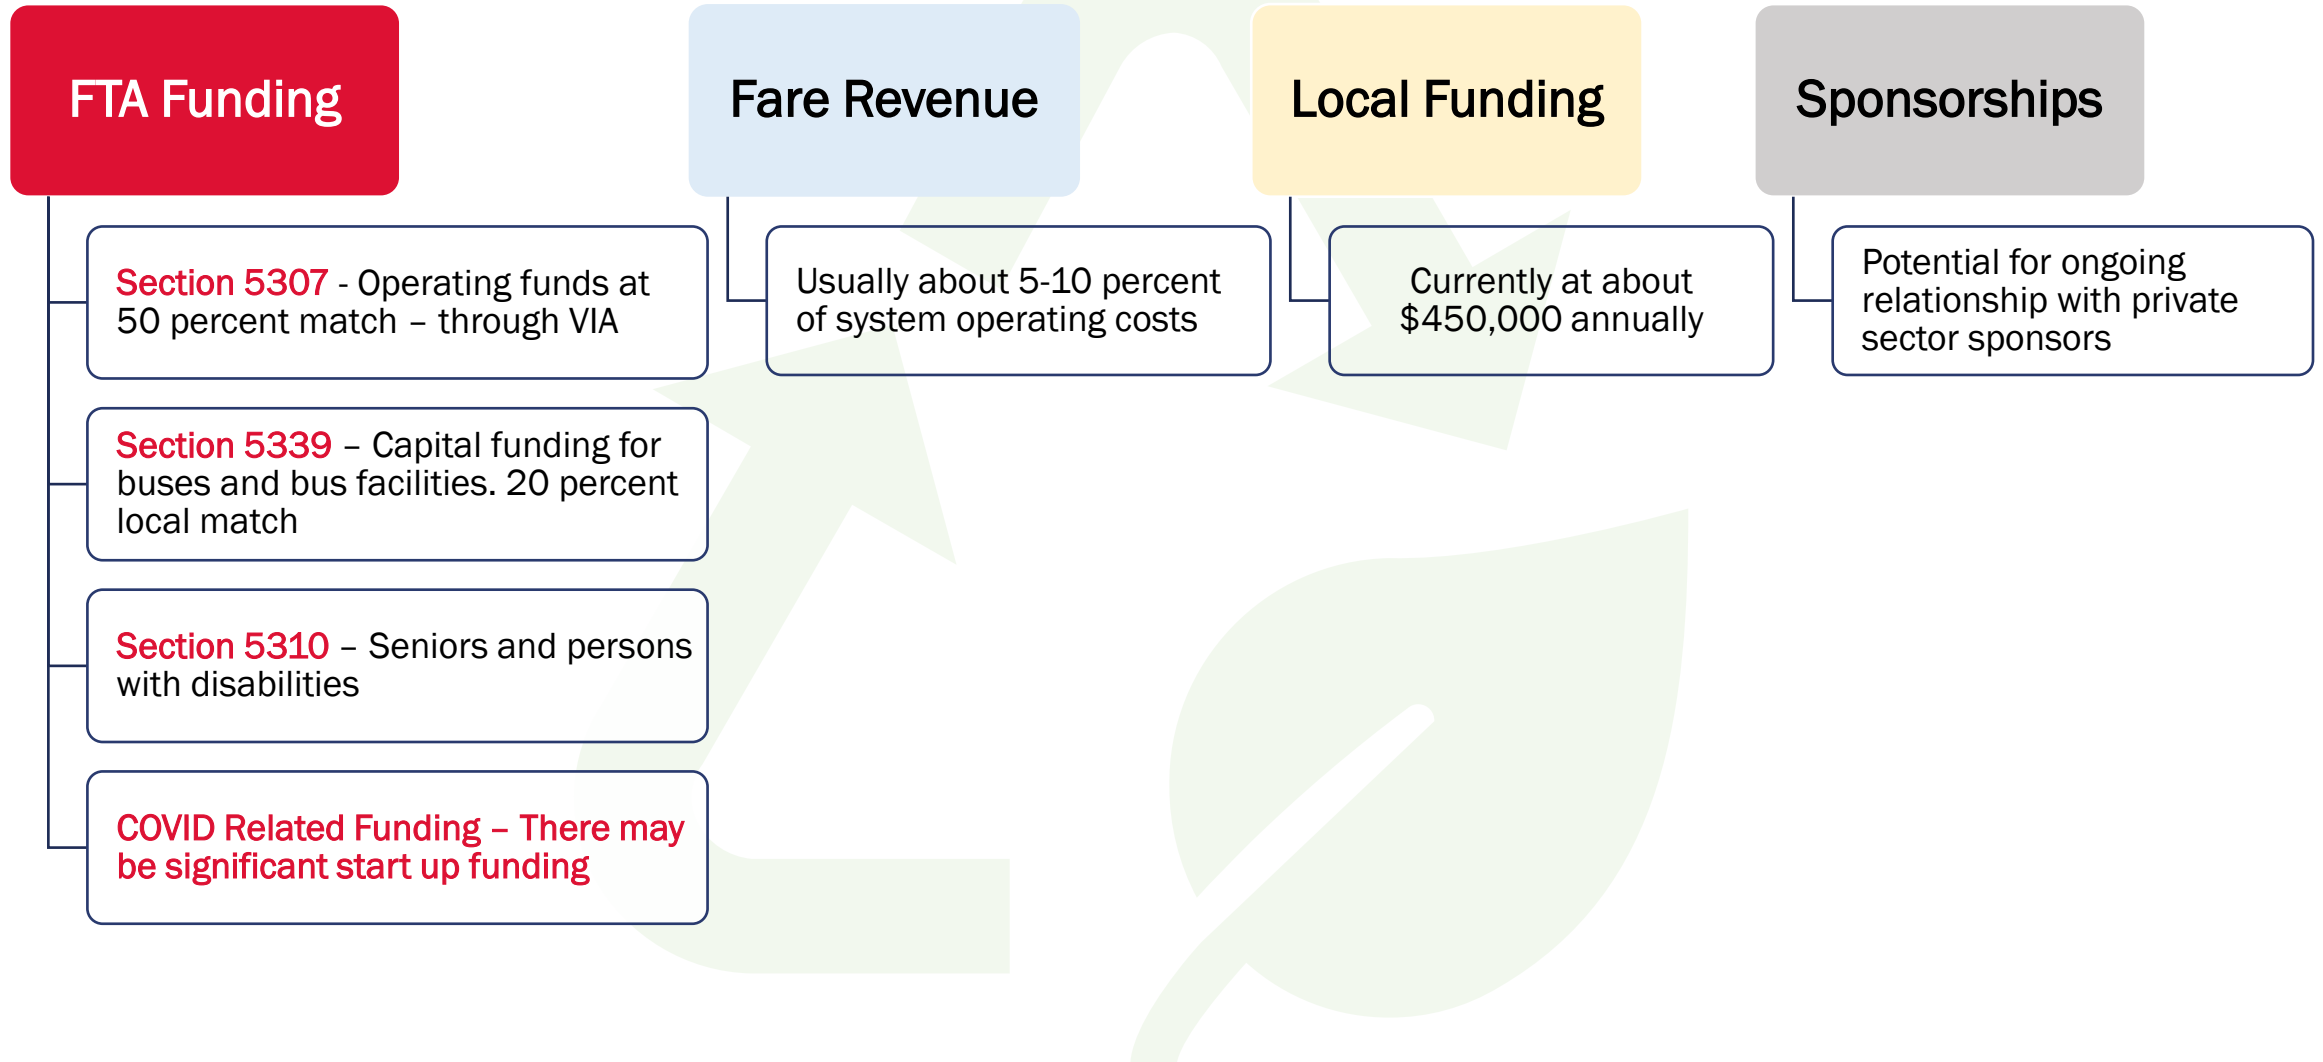 FTA Funding
Section 5307 - Operating funds at
50 percent match – through VIA
Section 5339 – Capital funding for
buses and bus facilities. 20 percent
local match
Section 5310 – Seniors and persons
with disabilities
COVID Related Funding – There may
be significant start up funding
Fare Revenue
Usually about 5-10 percent
of system operating costs
Local Funding
Currently at about
$450,000 annually
Sponsorships
Potential for ongoing
relationship with private
sector sponsors